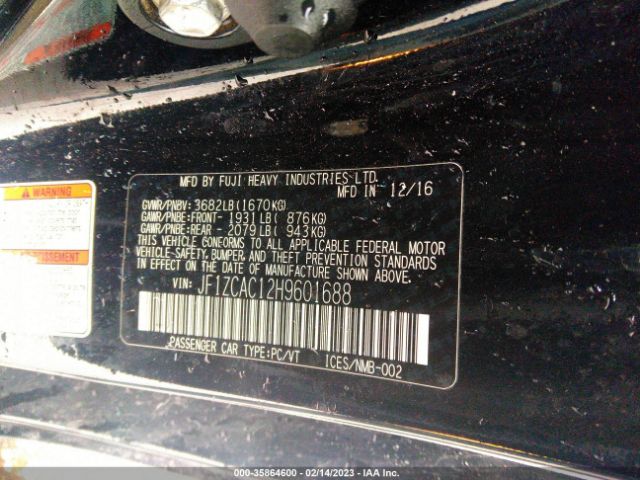 MFD BY FUJI HEAVY INDUSTRIES LTD.
MFD IN 12/16
GVWR/PNBV: 3682LB(1670KG)
GAWR/PNBE:FRONT- 1931LB( 876KG)
GAWR/PNBE:REAR - 2079LB( 943KG)
THIS VEHICLE CONFORMS TO ALL APPLICABLE FEDERAL MOTOR
VEHICLE-SAFETY, BUMPER, AND THEFT PREVENTION STANDARDS
IN EFFECT ON THE DATE OF MANUFACTURE SHOWN ABOVE.
VIN: JF1ZCAC12H9601688
PASSENGER CAR TYPE:PC/VT ICES/NMB-002
WARNING
000-35864600 - 02/14/2023 - IAA Inc.